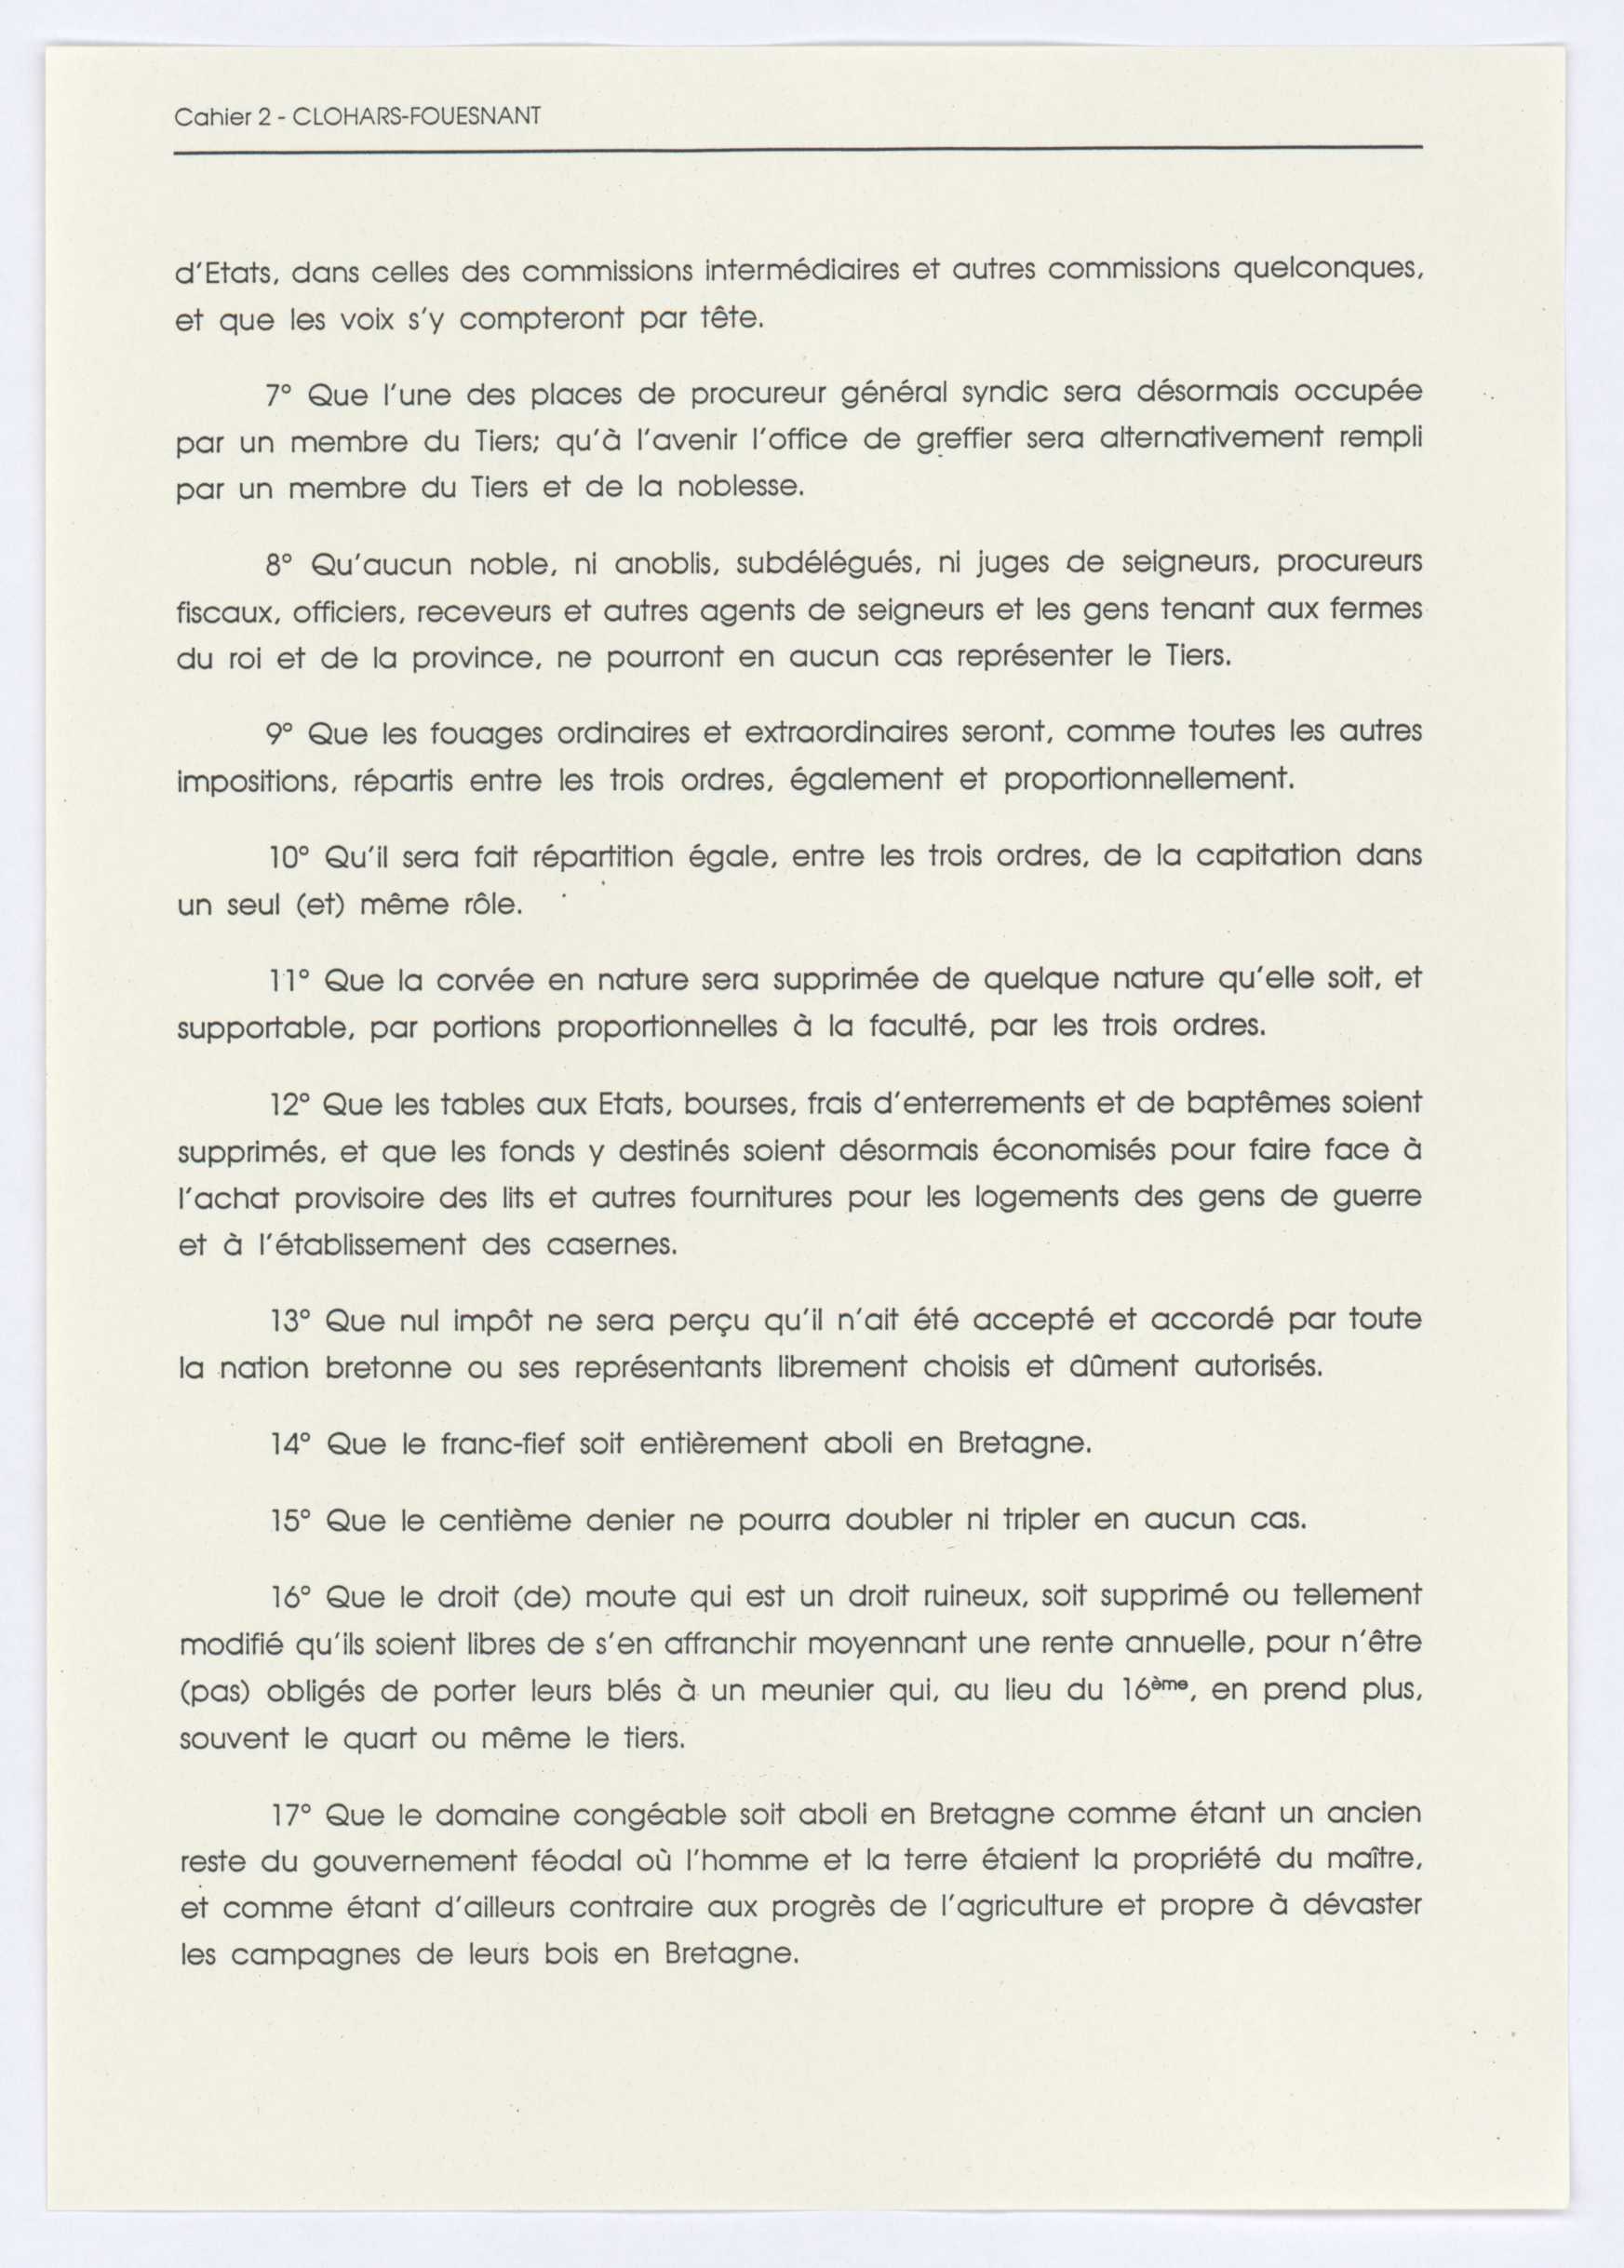 Cahier 2 - CLOHARS-FOUESNANT
d'Etats, dans celles des commissions intermédiaires et autres commissions quelconques,
et que les voix s'y compteront par tête.
7° Que l'une des places de procureur général syndic sera désormais occupée
par un membre du Tiers; qu'à l'avenir l'office de greffier sera alternativement rempli
par un membre du Tiers et de la noblesse.
8° Qu'aucun noble, ni anoblis, subdélégués, ni juges de seigneurs, procureurs
fiscaux, officiers, receveurs et autres agents de seigneurs et les gens tenant aux fermes
du roi et de la province, ne pourront en aucun cas représenter le Tiers.
9° Que les fouages ordinaires et extraordinaires seront, comme toutes les autres
impositions, répartis entre les trois ordres, également et proportionnellement.
10° Qu'il sera fait répartition égale, entre les trois ordres, de la capitation dans
un seul (et) même rôle.
11° Que la corvée en nature sera supprimée de quelque nature qu'elle soit, et
supportable, par portions proportionnelles à la faculté, par les trois ordres.
12° Que les tables aux Etats, bourses, frais d'enterrements et de baptêmes soient
supprimés, et que les fonds y destinés soient désormais économisés pour faire face à
l'achat provisoire des lits et autres fournitures pour les logements des gens de guerre
et à l'établissement des casernes.
13° Que nul impôt ne sera perçu qu'il n'ait été accepté et accordé par toute
la nation bretonne ou ses représentants librement choisis et dûment autorisés.
14° Que le franc-fief soit entièrement aboli en Bretagne.
15° Que le centième denier ne pourra doubler ni tripler en aucun cas.
16° Que le droit (de) moute qui est un droit ruineux, soit supprimé ou tellement
modifié qu'ils soient libres de s'en affranchir moyennant une rente annuelle, pour n'être
(pas) obligés de porter leurs blés à un meunier qui, au lieu du 16ème, en prend plus,
souvent le quart ou même le tiers.
17° Que le domaine congéable soit aboli en Bretagne comme étant un ancien
reste du gouvernement féodal où l'homme et la terre étaient la propriété du maître,
et comme étant d'ailleurs contraire aux progrès de l'agriculture et propre à dévaster
les campagnes de leurs bois en Bretagne.